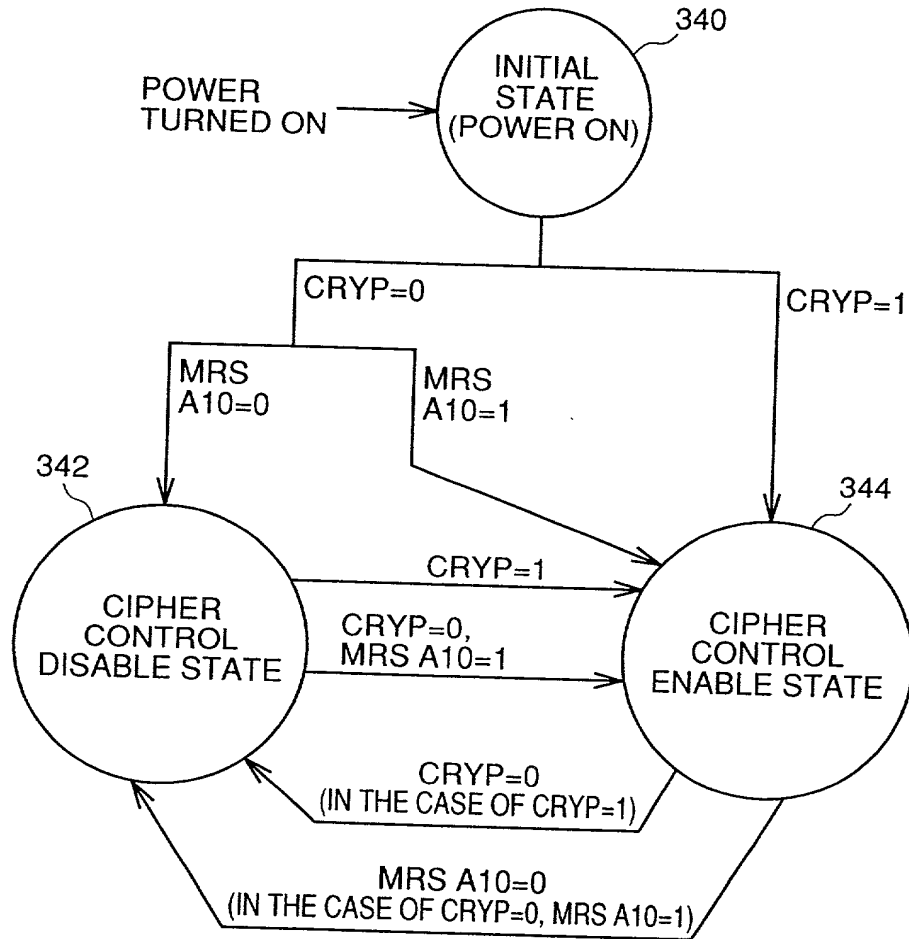 340
INITIAL
STATE
(POWER ON)
POWER
TURNED ON
CRYP=0
CRYP=1
MRS
A10=0
MRS
A10=1
342
344
CRYP=1
CIPHER
CONTROL
DISABLE STATE
CRYP=0,
MRS A10=1
CIPHER
CONTROL
ENABLE STATE
CRYP=0
(IN THE CASE OF CRYP=1)
MRS A10=0
(IN THE CASE OF CRYP=0, MRS A10=1)